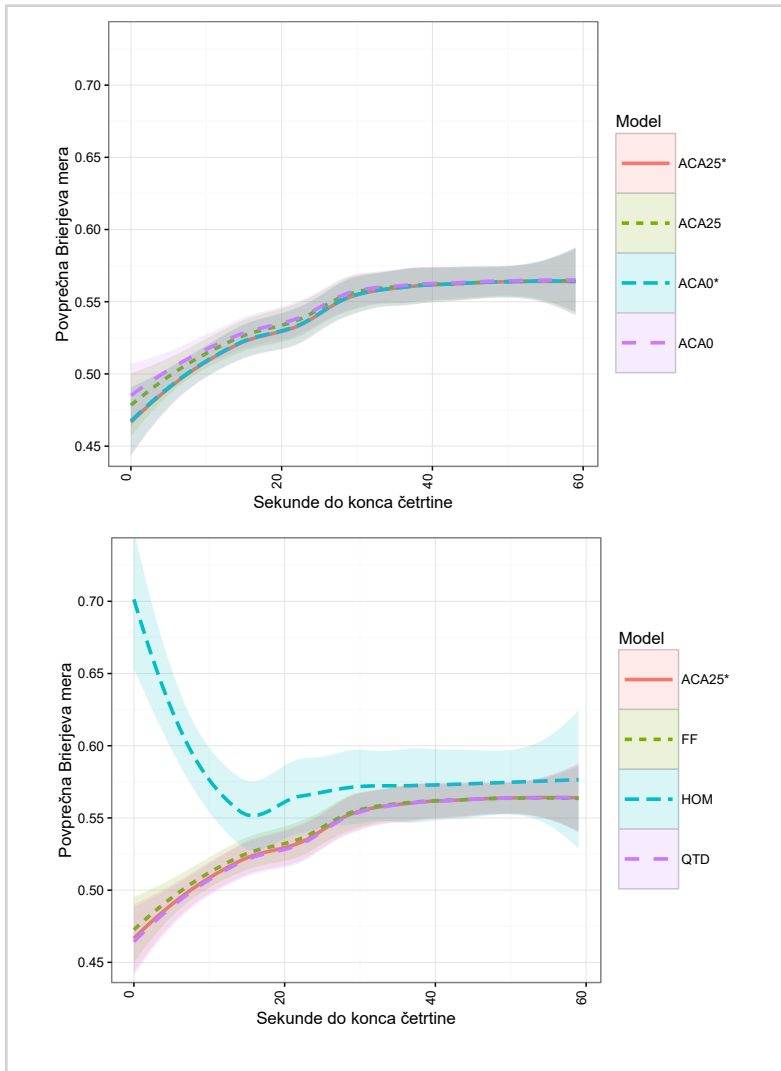 0.70
0.65
0.60
0.55
0.50
0.45
Povprečna Brierjeva mera
0
20
40
60
Sekunde do konca četrtine
Model
ACA25*
ACA25
ACA0*
ACA0
0.70
0.65
0.60
0.55
0.50
0.45
Povprečna Brierjeva mera
0
20
40
60
Sekunde do konca četrtine
Model
ACA25*
FF
HOM
QTD